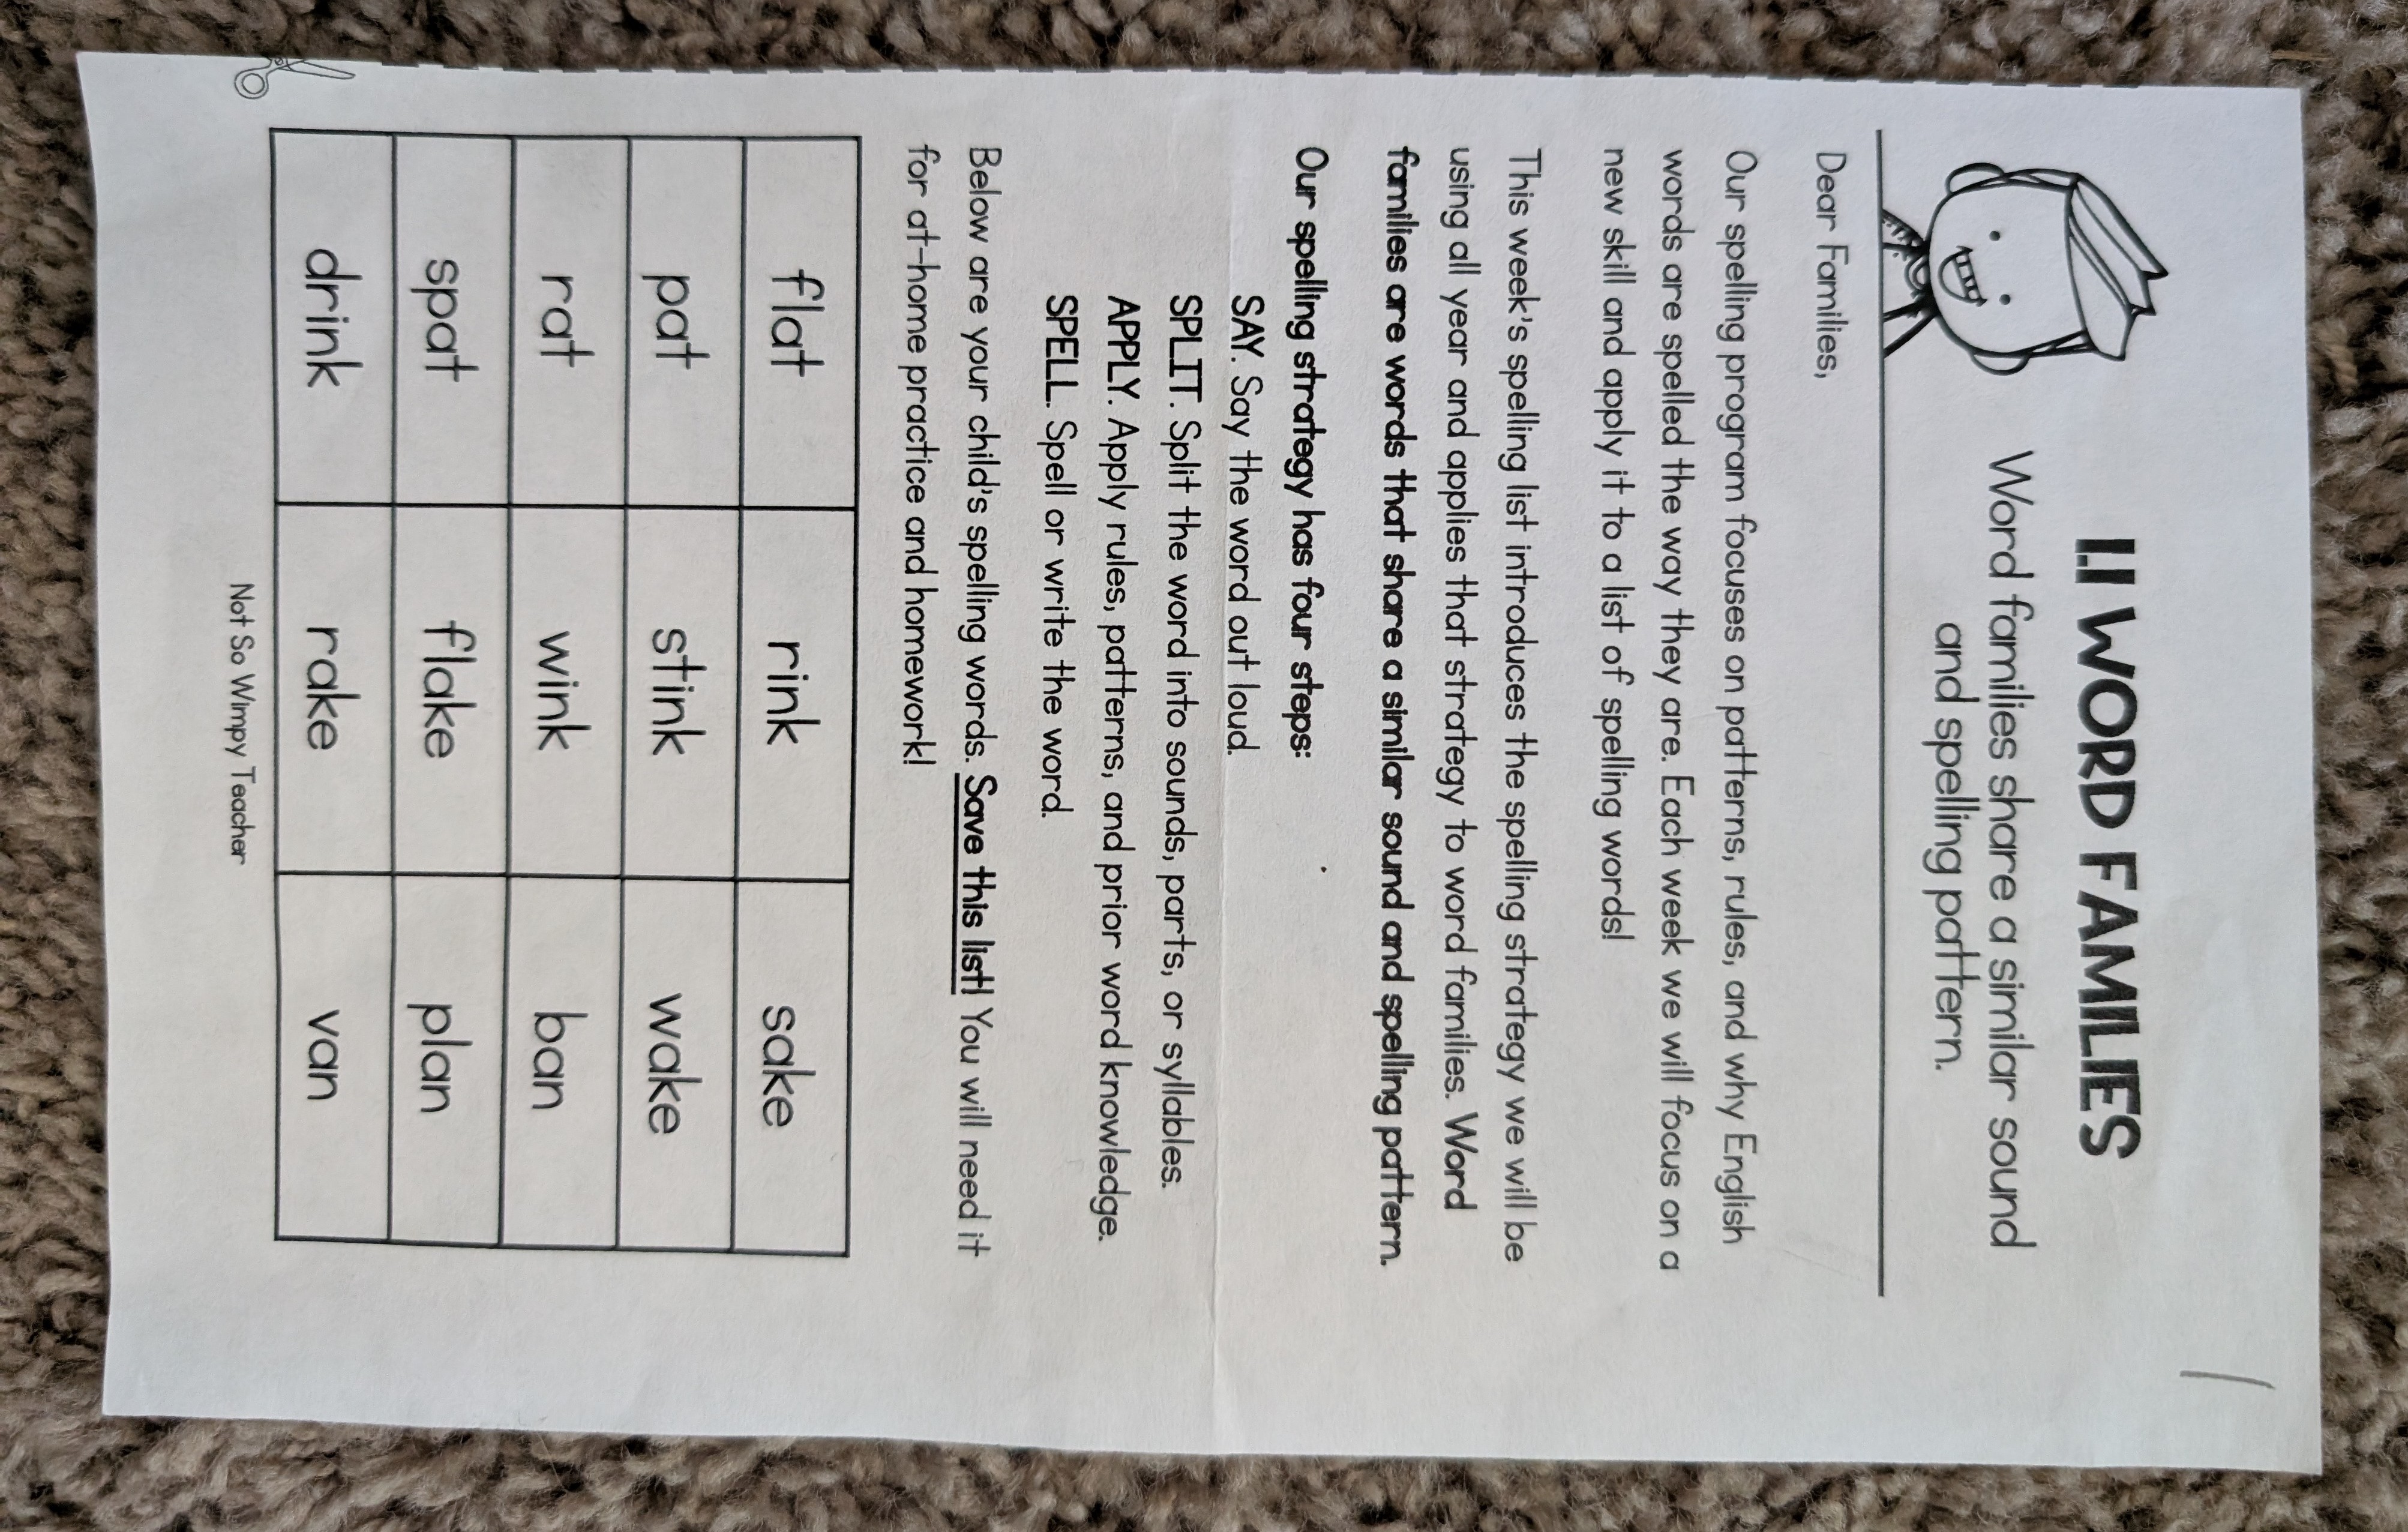 1.1 WORD FAMILIES
Word families share a similar sound
and spelling pattern.
Dear Families,
Our spelling program focuses on patterns, rules, and why English
words are spelled the way they are. Each week we will focus on a
new skill and apply it to a list of spelling words!
This week's spelling list introduces the spelling strategy we will be
using all year and applies that strategy to word families. Word
families are words that share a similar sound and spelling pattern.
Our spelling strategy has four steps:
SAY. Say the word out loud.
SPLIT. Split the word into sounds, parts, or syllables.
APPLY. Apply rules, patterns, and prior word knowledge.
SPELL. Spell or write the word.
Below are your child's spelling words. Save this list! You will need it
for at-home practice and homework!
flat rink sake
pat stink wake
rat wink ban
spat flake plan
drink rake van
Not So Wimpy Teacher